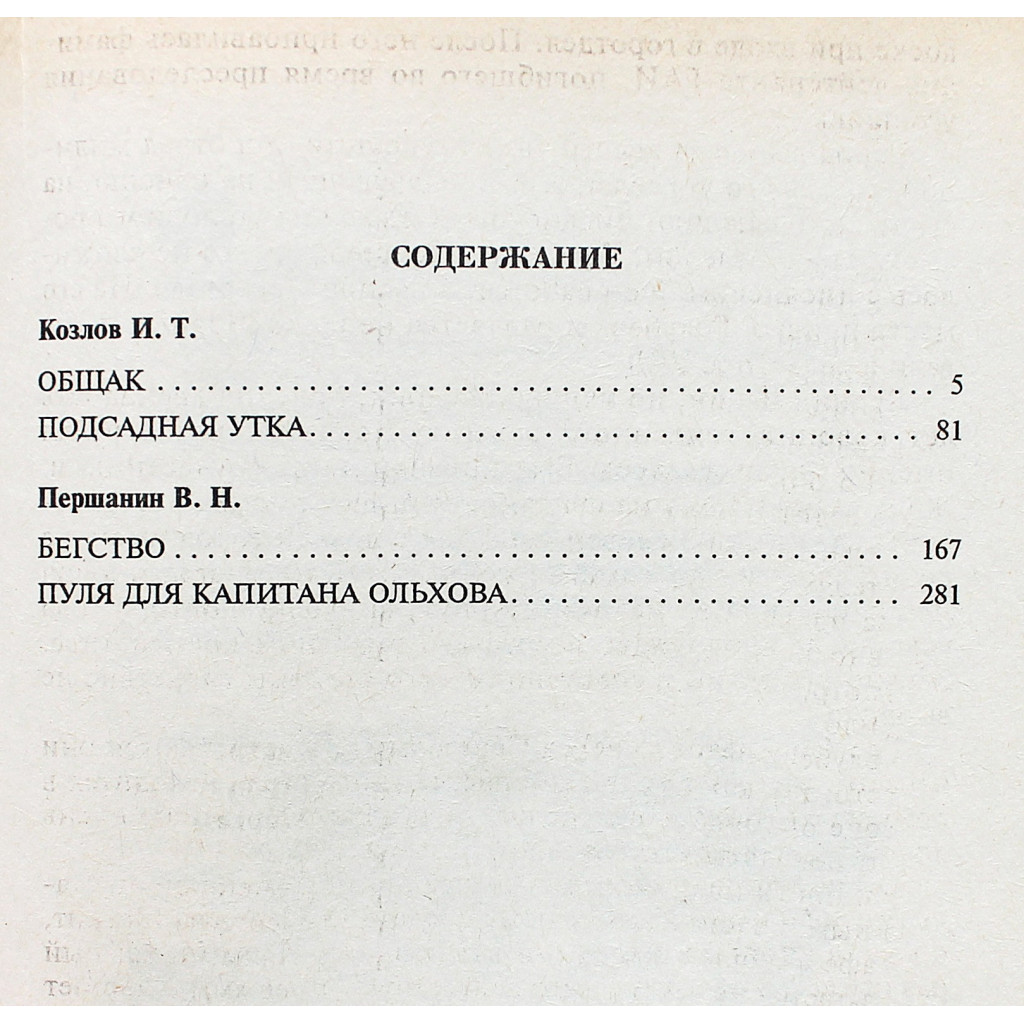 СОДЕРЖАНИЕ
Козлов И. Т.
ОБЩАК . . . . . . . . . . . . . . . . . . . . . . . . . . . . . . . . . . . . . . . . . . . . . . . . 5
ПОДСАДНАЯ УТКА. . . . . . . . . . . . . . . . . . . . . . . . . . . . . . . . . . . . . . 81
Першанин В. Н.
БЕГСТВО . . . . . . . . . . . . . . . . . . . . . . . . . . . . . . . . . . . . . . . . . . . . . 167
ПУЛЯ ДЛЯ КАПИТАНА ОЛЬХОВА. . . . . . . . . . . . . . . . . . . . . . . . . 281